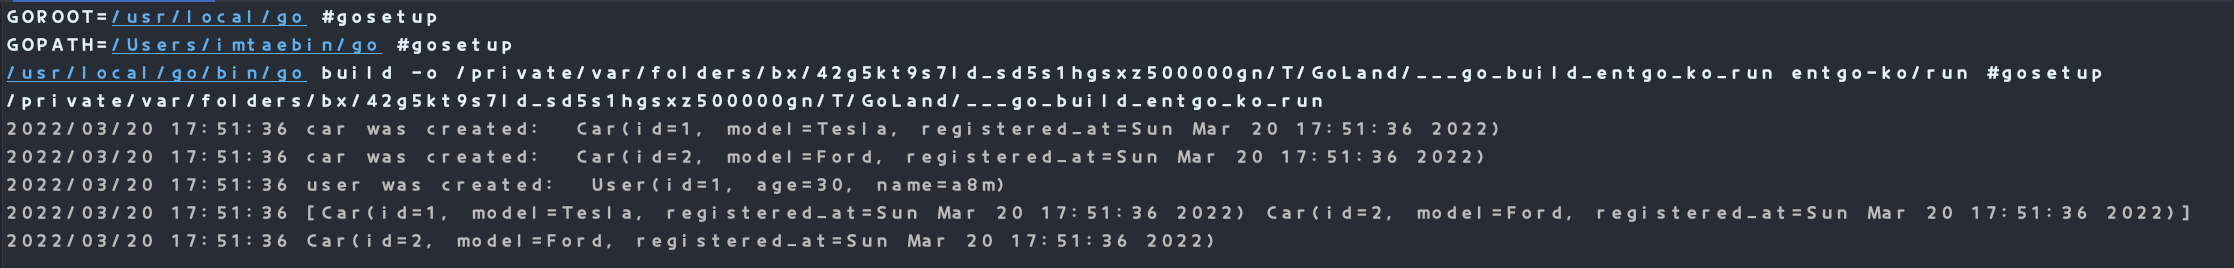 GOROOT=/usr/local/go #gosetup
GOPATH=/Users/imtaebin/go #gosetup
/usr/local/go/bin/go build -o /private/var/folders/bx/42g5kt9s7ld_sd5s1hgsxz500000gn/T/GoLand/___go_build_entgo_ko_run entgo-ko/run #gosetup
/private/var/folders/bx/42g5kt9s7ld_sd5s1hgsxz500000gn/T/GoLand/___go_build_entgo_ko_run
2022/03/20 17:51:36 car was created:  Car(id=1, model=Tesla, registered_at=Sun Mar 20 17:51:36 2022)
2022/03/20 17:51:36 car was created:  Car(id=2, model=Ford, registered_at=Sun Mar 20 17:51:36 2022)
2022/03/20 17:51:36 user was created:  User(id=1, age=30, name=a8m)
2022/03/20 17:51:36 [Car(id=1, model=Tesla, registered_at=Sun Mar 20 17:51:36 2022) Car(id=2, model=Ford, registered_at=Sun Mar 20 17:51:36 2022)]
2022/03/20 17:51:36 Car(id=2, model=Ford, registered_at=Sun Mar 20 17:51:36 2022)